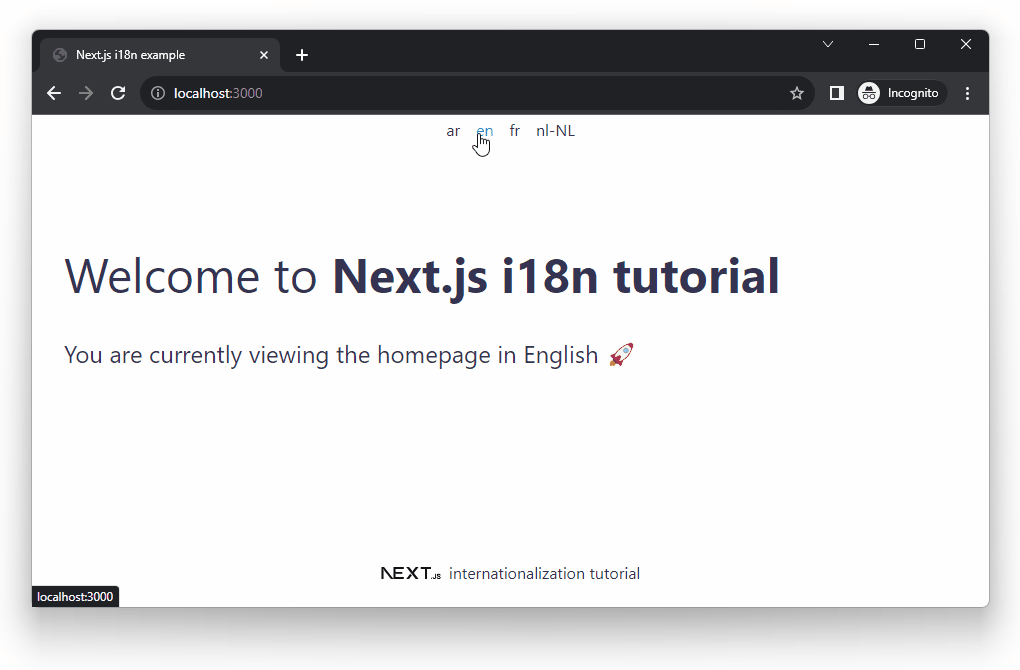 Next.js i18n example
localhost:3000
Incognito
ar en fr nl-NL
Welcome to Next.js i18n tutorial
You are currently viewing the homepage in English 🚀
NEXT.JS internationalization tutorial
localhost:3000